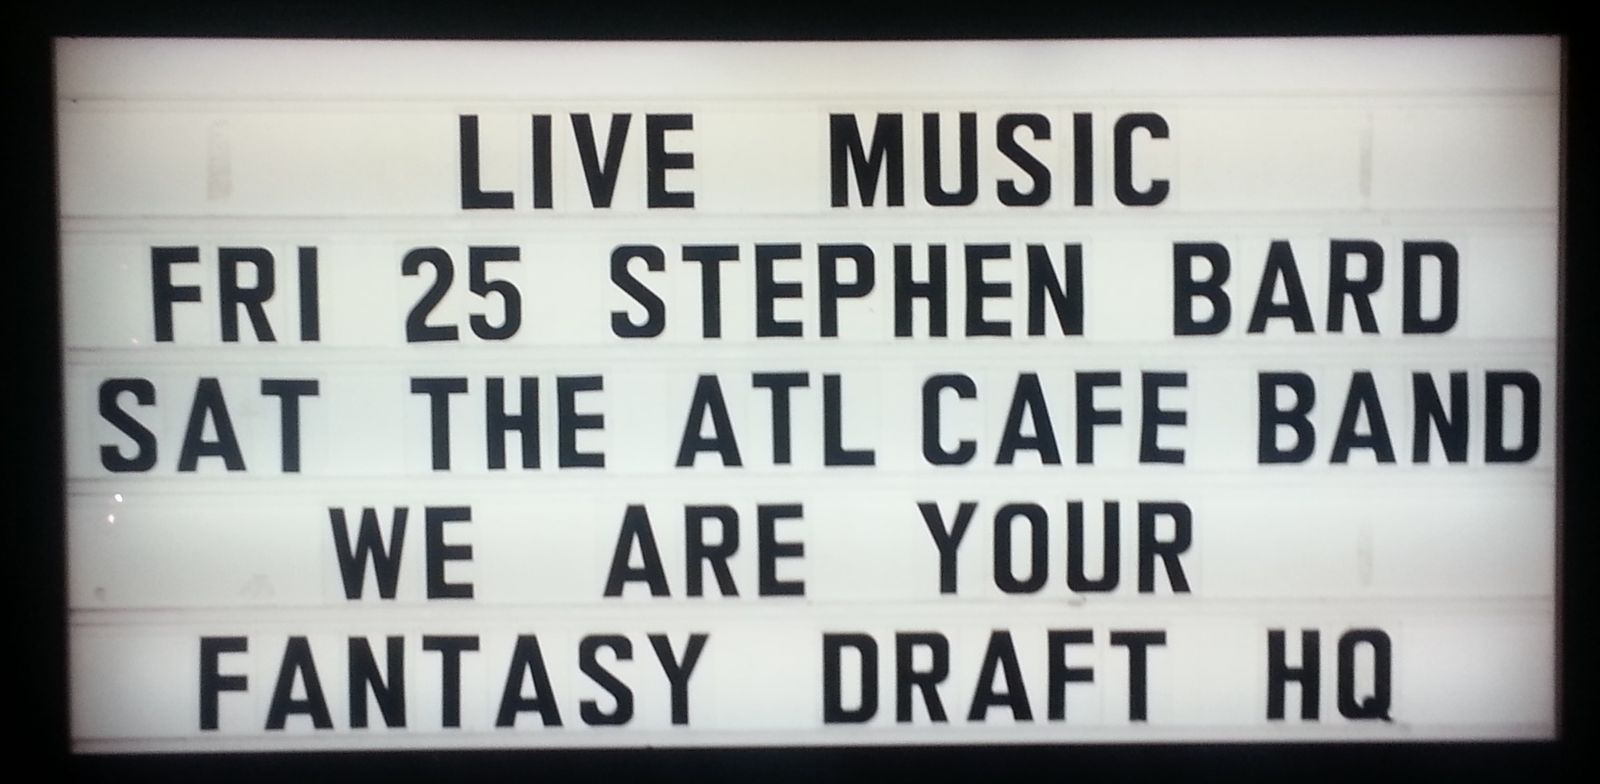 LIVE MUSIC
FRI 25 STEPHEN BARD
SAT THE ATL CAFE BAND
WE ARE YOUR
FANTASY DRAFT HQ